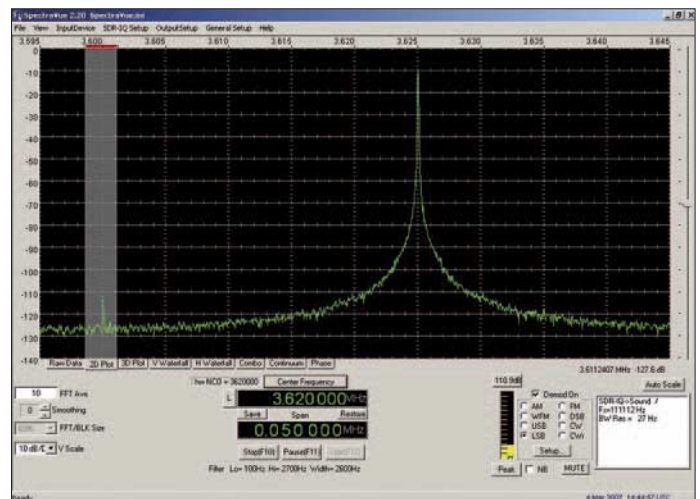 SpectraVue 2.20 SpectraVue.ini
File View InputDevice SDR-IQ Setup OutputSetup General Setup Help
3.595 3.600 3.605 3.610 3.615 3.620 3.625 3.630 3.635 3.640 3.645
0
-10
-20
-30
-40
-50
-60
-70
-80
-90
-100
-110
-120
-130
-140
Raw Data 2D Plot 3D Plot V Waterfall H Waterfall Combo Continuum Phase
3.6112407 MHz -127.6 dB
10 FFT Ave
0 Smoothing
FFT/BLK Size
10 dB/ V Scale
NCO = 3620000 Center Frequency
L 3.620000 MHz
Save Span Restore
0.050000 MHz
Stop(F10) Pause(F11)
Filter Lo= 100Hz Hi= 2700Hz Width= 2600Hz
110.9dB
Demod On
AM FM
WFM DSB
USB CW
LSB CWr
Setup...
Peak NB MUTE
Auto Scale
SDR-IQ->Sound /
Fs=111112 Hz
BW Res = 27 Hz
Ready
4 Mar 2007 14:44:57 UTC